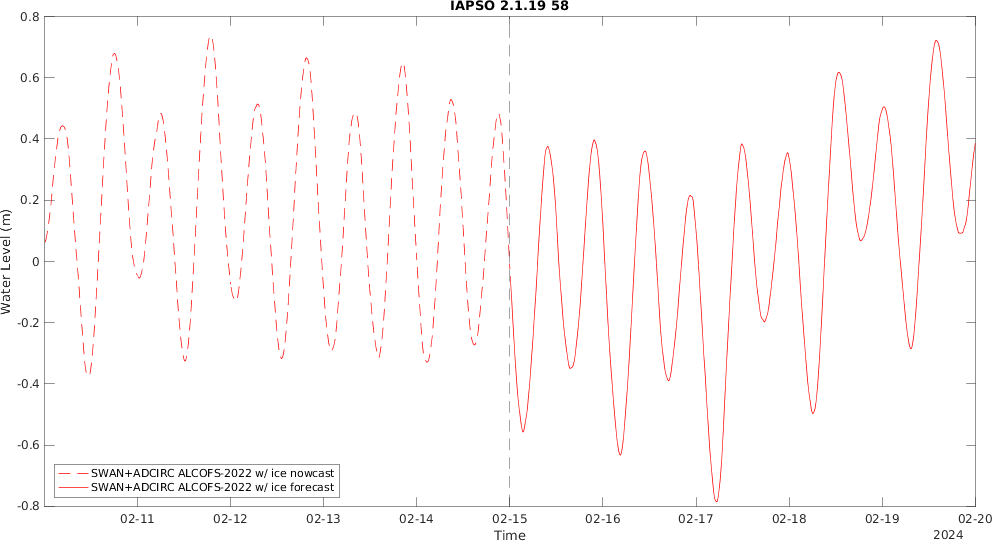 IAPSO 2.1.19 58
0.8
0.6
0.4
0.2
0
-0.2
-0.4
-0.6
-0.8
Water Level (m)
SWAN+ADCIRC ALCOFS-2022 w/ ice nowcast
SWAN+ADCIRC ALCOFS-2022 w/ ice forecast
02-11 02-12 02-13 02-14 02-15 02-16 02-17 02-18 02-19 02-20
Time
2024